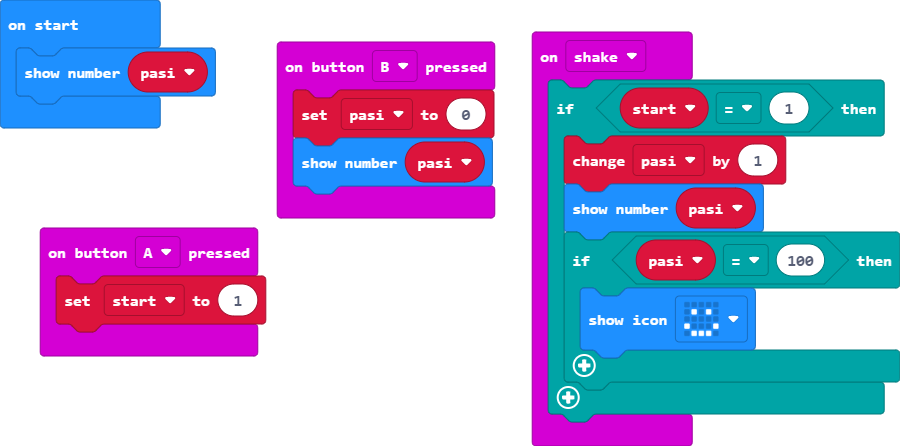 on start
show number pasi
on button B pressed
set pasi to 0
show number pasi
on button A pressed
set start to 1
on shake
if start = 1 then
change pasi by 1
show number pasi
if pasi = 100 then
show icon